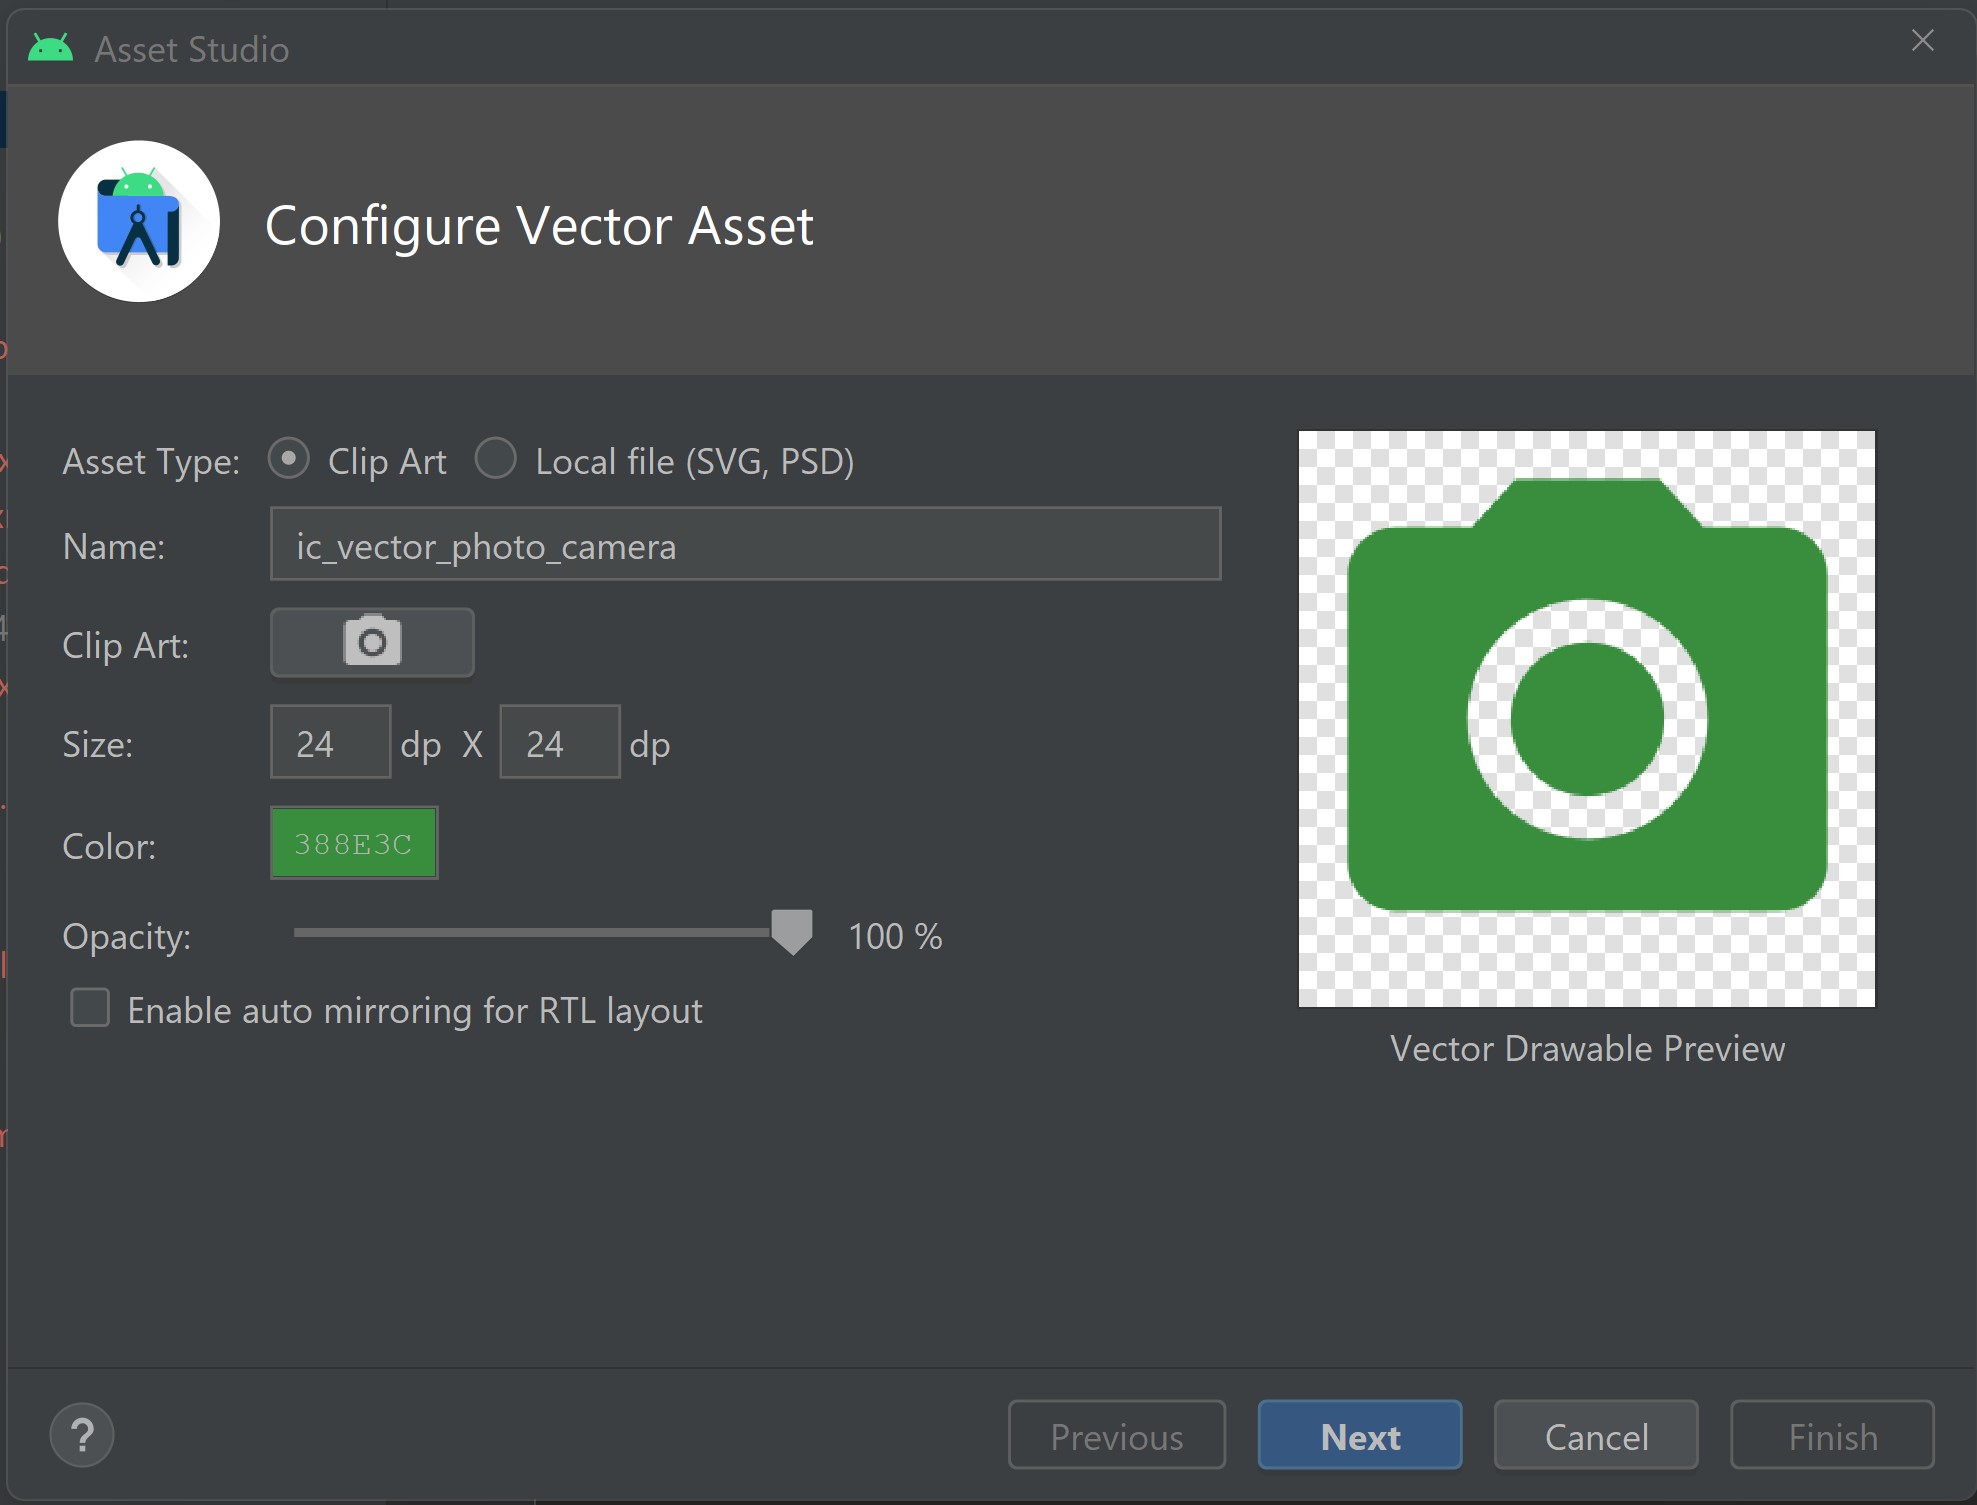 Asset Studio
Configure Vector Asset
Asset Type: Clip Art Local file (SVG, PSD)
Name: ic_vector_photo_camera
Clip Art:
Size: 24 dp X 24 dp
Color: 388E3C
Opacity: 100 %
Enable auto mirroring for RTL layout
Vector Drawable Preview
? Previous Next Cancel Finish